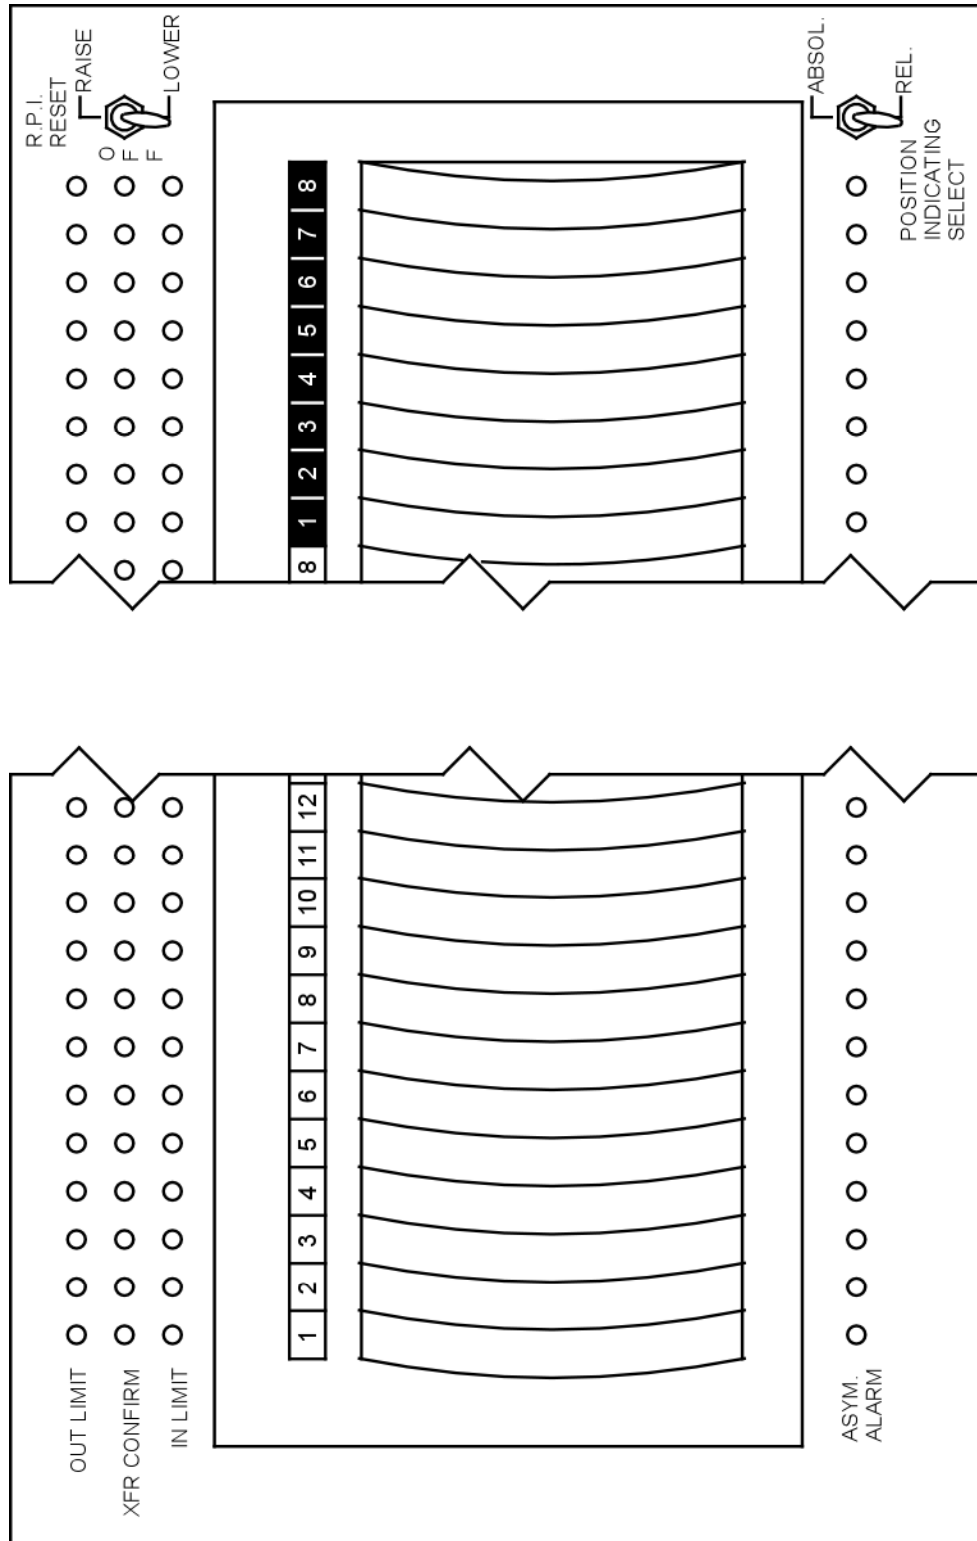 OUT LIMIT
XFR CONFIRM
IN LIMIT
R.P.I.
RESET
RAISE
OFF
LOWER
1 2 3 4 5 6 7 8 9 10 11 12
8 1 2 3 4 5 6 7 8
ASYM.
ALARM
ABSOL.
REL.
POSITION
INDICATING
SELECT